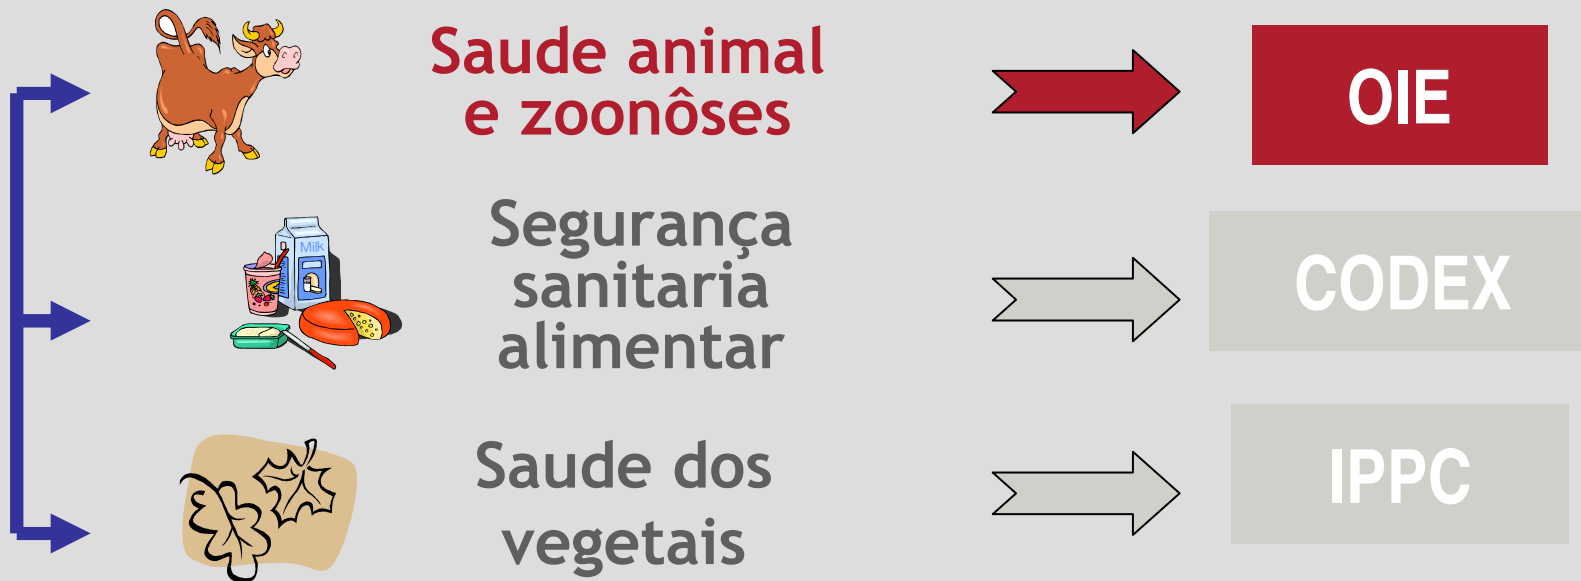 Saude animal
e zoonôses
OIE
Milk
Segurança
sanitaria
alimentar
CODEX
Saude dos
vegetais
IPPC